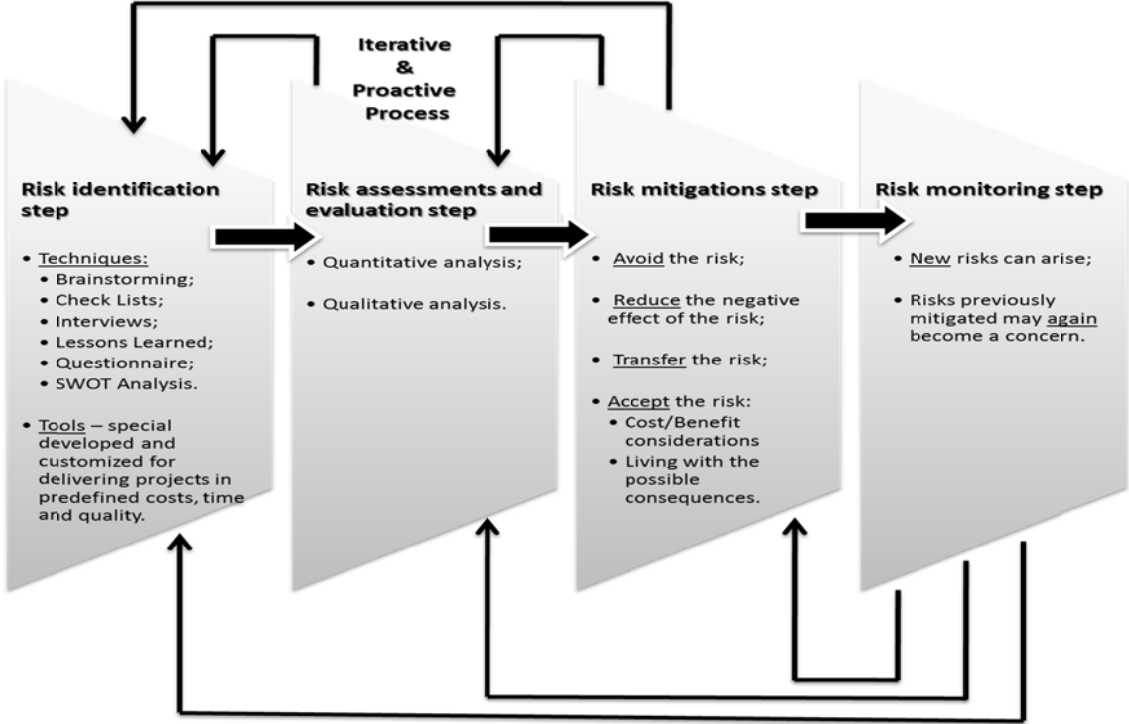 Iterative
&
Proactive
Process
Risk identification
step
• Techniques:
• Brainstorming;
• Check Lists;
• Interviews;
• Lessons Learned;
• Questionnaire;
• SWOT Analysis.
• Tools – special
developed and
customized for
delivering projects in
predefined costs, time
and quality.
Risk assessments and
evaluation step
• Quantitative analysis;
• Qualitative analysis.
Risk mitigations step
• Avoid the risk;
• Reduce the negative
effect of the risk;
• Transfer the risk;
• Accept the risk:
• Cost/Benefit
considerations
• Living with the
possible
consequences.
Risk monitoring step
• New risks can arise;
• Risks previously
mitigated may again
become a concern.